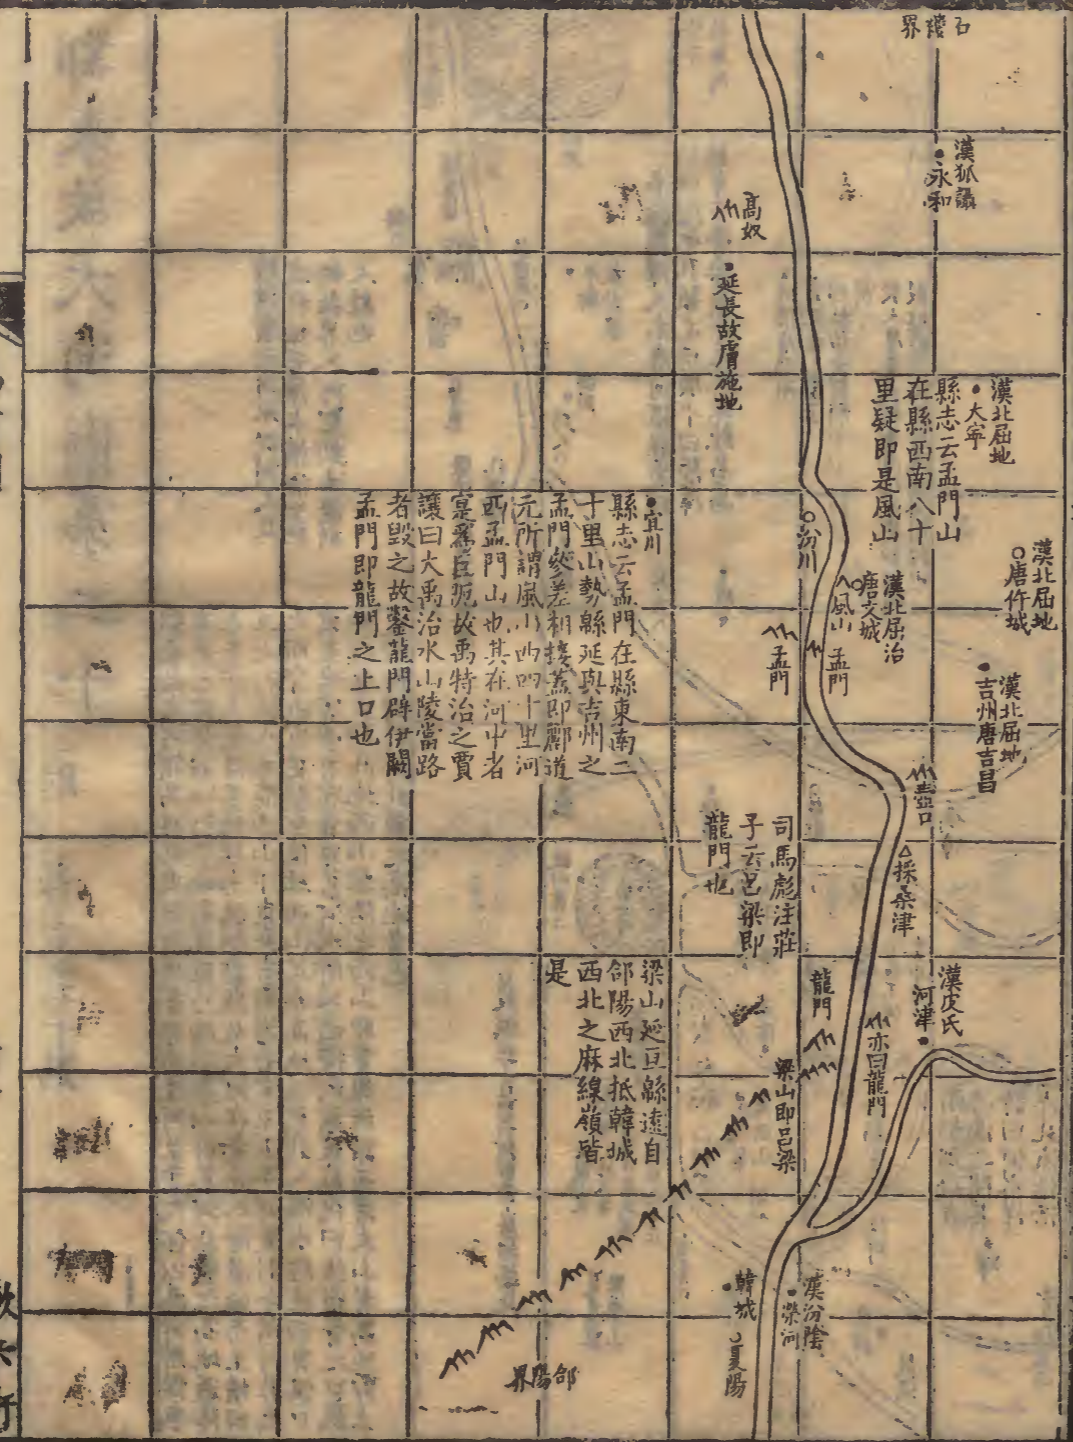 石樓界
漢狐讘
永和
高奴
延長故膚施地
漢北屈地
大寧
縣志云孟門山
在縣西南八十
里疑即是風山
漢北屈地
唐仵城
漢北屈治
唐文城
風山
孟門
孟門
汾川
漢北屈地
吉州唐吉昌
宜川
縣志云孟門在縣東南二
十里山勢緜延與吉州之
孟門參差相接蓋即酈道
元所謂風山西四十里河
西孟門山也其在河中者
寔爲巨阨故禹特治之賈
讓曰大禹治水山陵當路
者毀之故鑿龍門辟伊闕
孟門即龍門之上口也
壺口
採桑津
司馬彪注莊
子云呂梁即
龍門也
漢皮氏
河津
龍門
亦曰龍門
梁山即呂梁
梁山延亘緜遠自
郃陽西北抵韓城
西北之麻線嶺皆
是
漢汾陰
榮河
韓城
夏陽
郃陽界